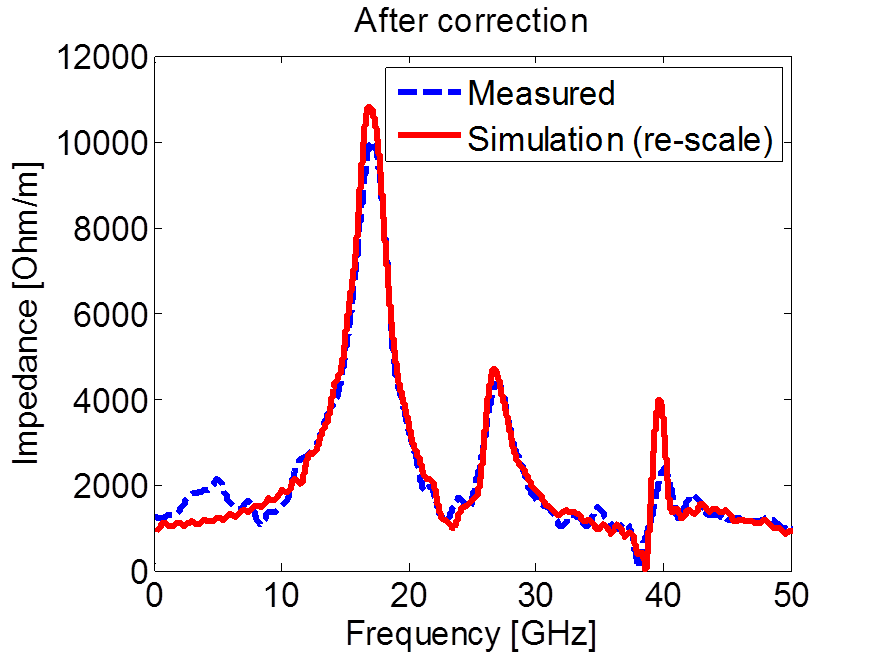 After correction
Measured
Simulation (re-scale)
12000
10000
8000
6000
4000
2000
0
Impedance [Ohm/m]
0 10 20 30 40 50
Frequency [GHz]